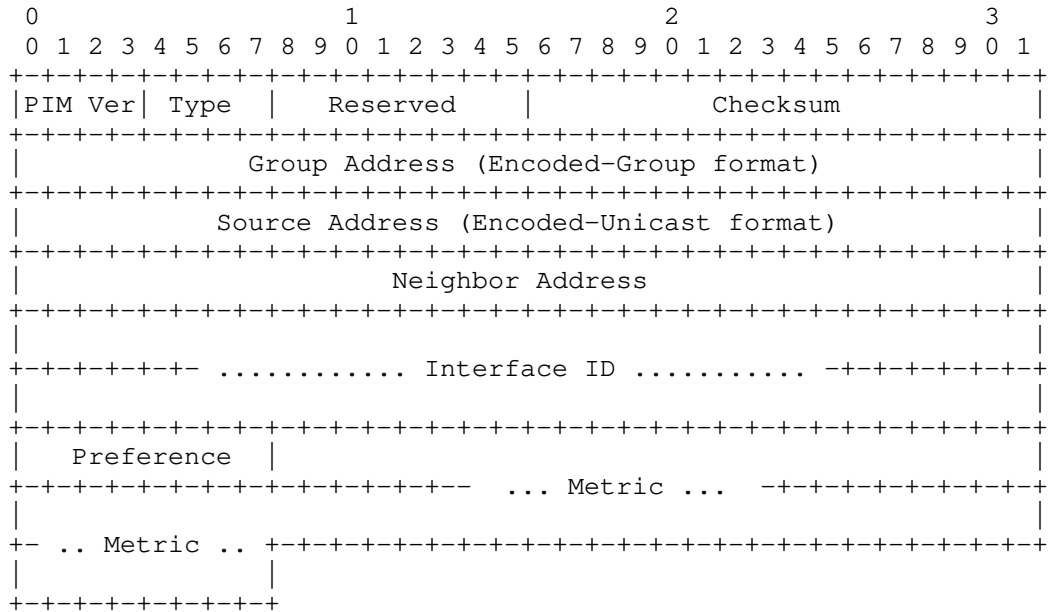 0                   1                   2                   3
 0 1 2 3 4 5 6 7 8 9 0 1 2 3 4 5 6 7 8 9 0 1 2 3 4 5 6 7 8 9 0 1
+-+-+-+-+-+-+-+-+-+-+-+-+-+-+-+-+-+-+-+-+-+-+-+-+-+-+-+-+-+-+-+-+
|PIM Ver| Type  |   Reserved    |           Checksum            |
+-+-+-+-+-+-+-+-+-+-+-+-+-+-+-+-+-+-+-+-+-+-+-+-+-+-+-+-+-+-+-+-+
|              Group Address (Encoded-Group format)             |
+-+-+-+-+-+-+-+-+-+-+-+-+-+-+-+-+-+-+-+-+-+-+-+-+-+-+-+-+-+-+-+-+
|            Source Address (Encoded-Unicast format)            |
+-+-+-+-+-+-+-+-+-+-+-+-+-+-+-+-+-+-+-+-+-+-+-+-+-+-+-+-+-+-+-+-+
|                       Neighbor Address                        |
+-+-+-+-+-+-+-+-+-+-+-+-+-+-+-+-+-+-+-+-+-+-+-+-+-+-+-+-+-+-+-+-+
|                                                               |
+-+-+-+-+-+- ............ Interface ID ........... -+-+-+-+-+-+-+
|                                                               |
+-+-+-+-+-+-+-+-+-+-+-+-+-+-+-+-+-+-+-+-+-+-+-+-+-+-+-+-+-+-+-+-+
|   Preference  |                                               |
+-+-+-+-+-+-+-+-+-+-+-+-+-+--  ... Metric ...  -+-+-+-+-+-+-+-+-+
|                                                               |
+- .. Metric .. +-+-+-+-+-+-+-+-+-+-+-+-+-+-+-+-+-+-+-+-+-+-+-+-+
|               |
+-+-+-+-+-+-+-+-+